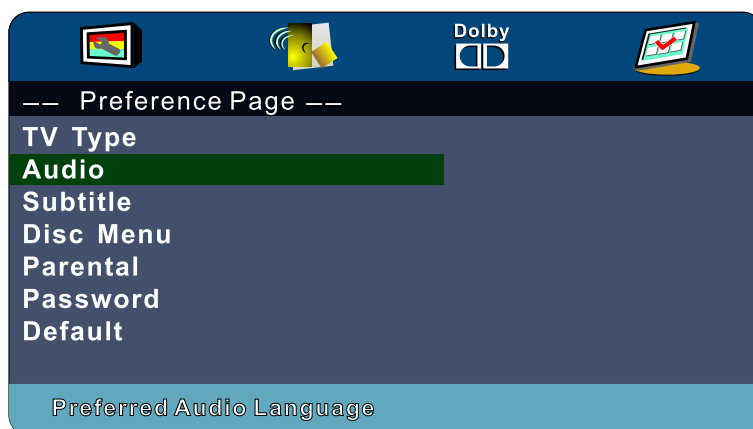 Dolby
-- Preference Page --
TV Type
Audio
Subtitle
Disc Menu
Parental
Password
Default
Preferred Audio Language